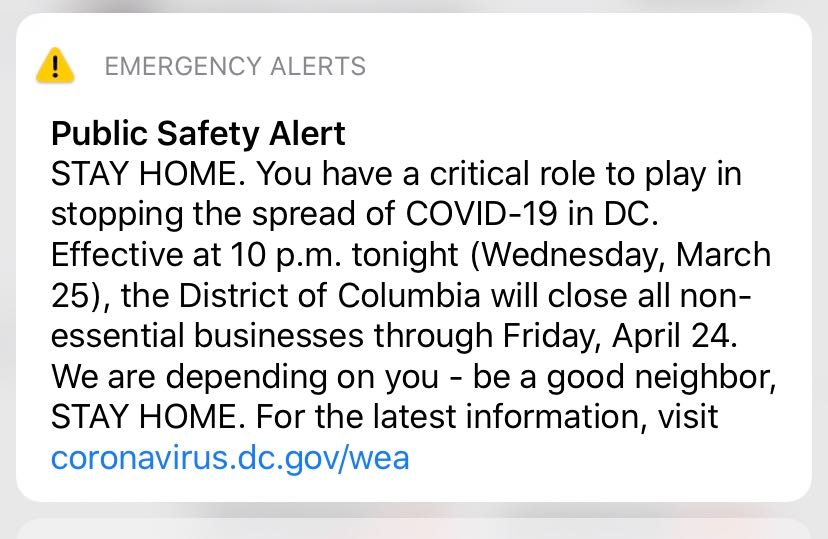 EMERGENCY ALERTS
Public Safety Alert
STAY HOME. You have a critical role to play in
stopping the spread of COVID-19 in DC.
Effective at 10 p.m. tonight (Wednesday, March
25), the District of Columbia will close all non-
essential businesses through Friday, April 24.
We are depending on you - be a good neighbor,
STAY HOME. For the latest information, visit
coronavirus.dc.gov/wea